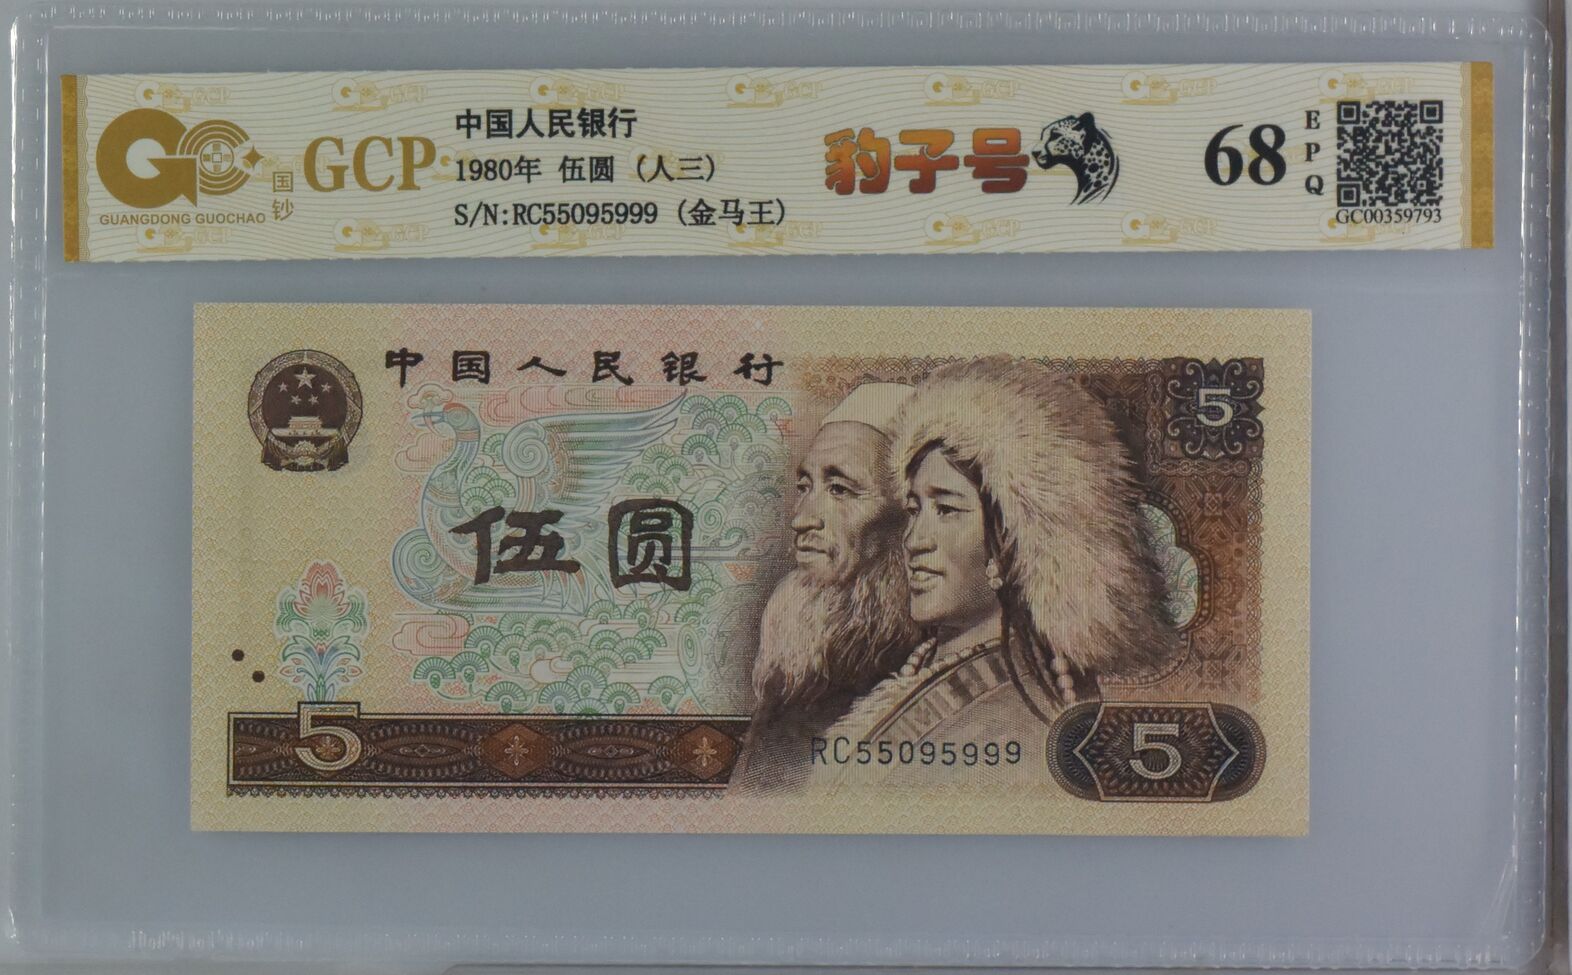 GCP
国钞
GUANGDONG GUOCHAO
中国人民银行
1980年 伍圆 (人三)
S/N:RC55095999 (金马王)
豹子号
68
EPQ
GC00359793
中国人民银行
5
伍圆
5
RC55095999
5